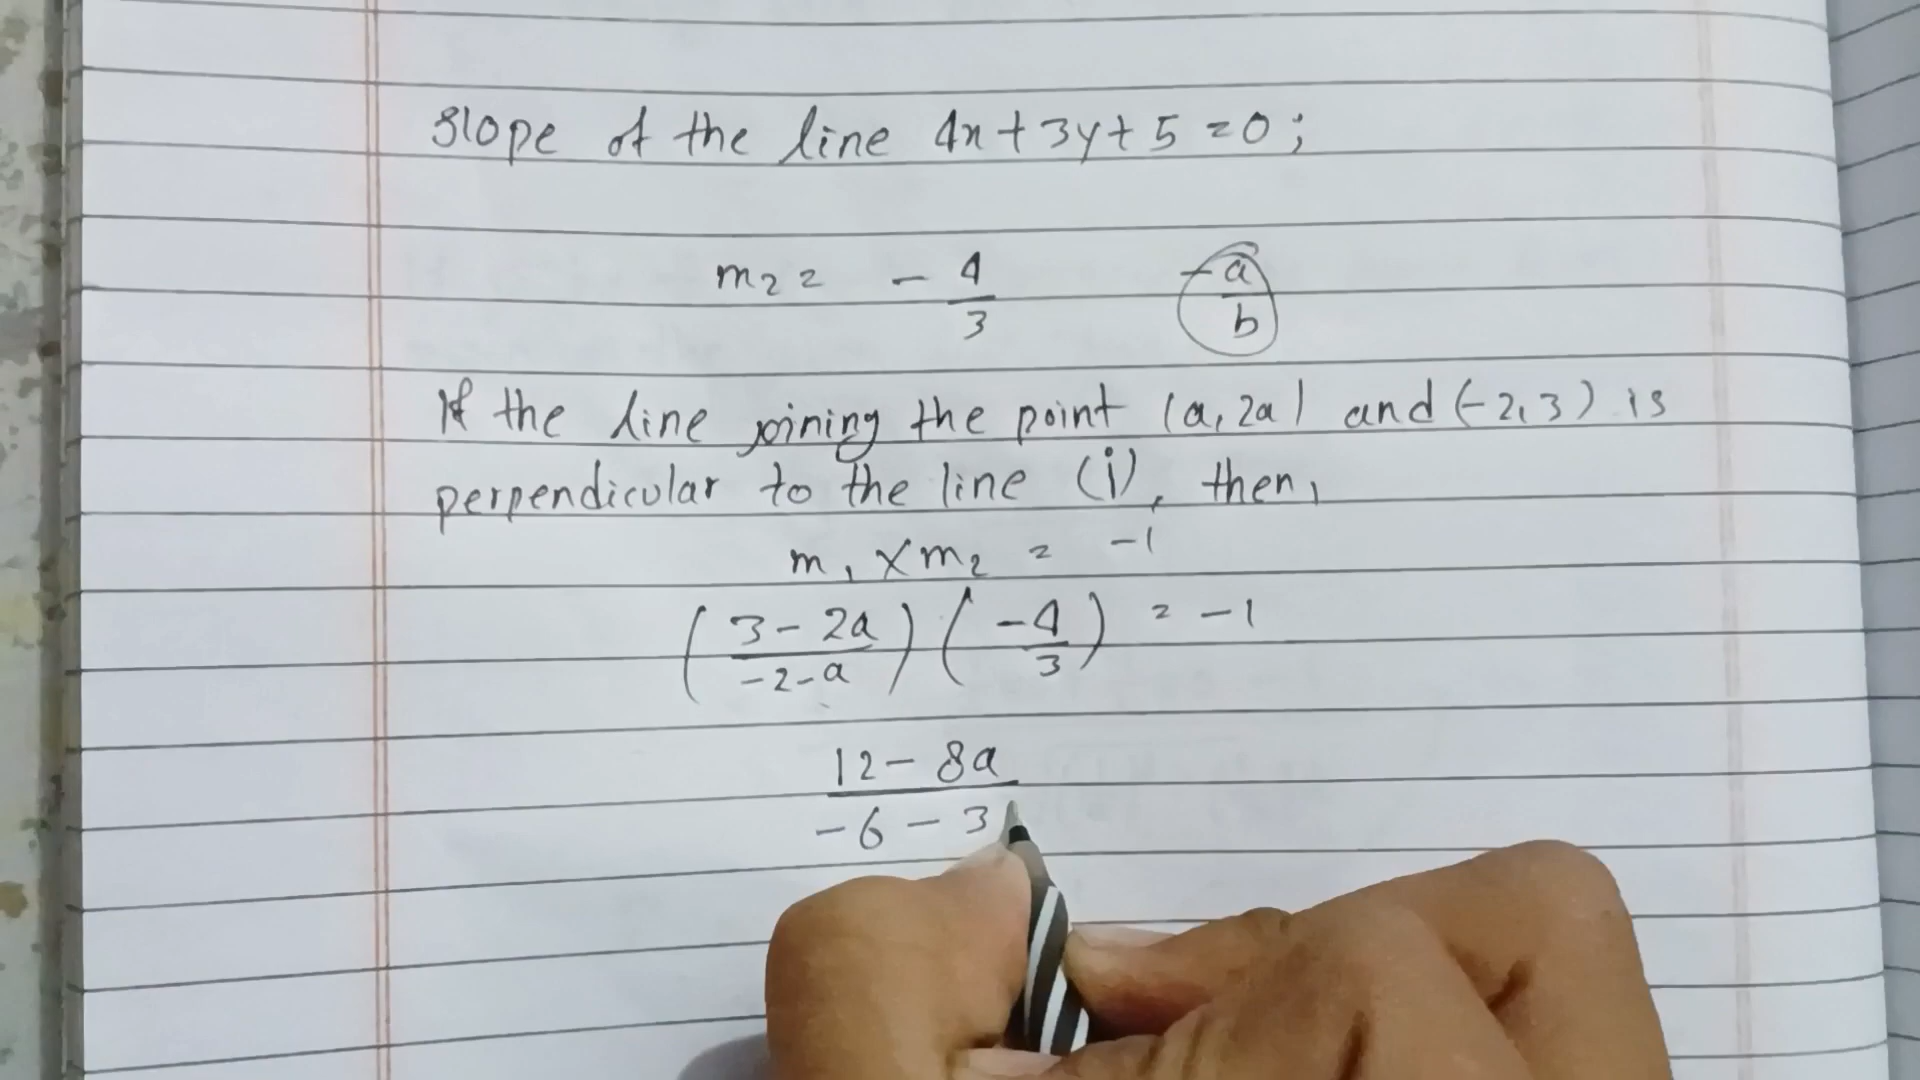 Slope of the line 4x + 3y + 5 = 0;
m2 = - 4/3 -a/b
If the line joining the point (a, 2a) and (-2, 3) is
perpendicular to the line (i), then,
m1 × m2 = -1
((3 - 2a)/(-2 - a)) (-4/3) = -1
(12 - 8a)/(-6 - 3